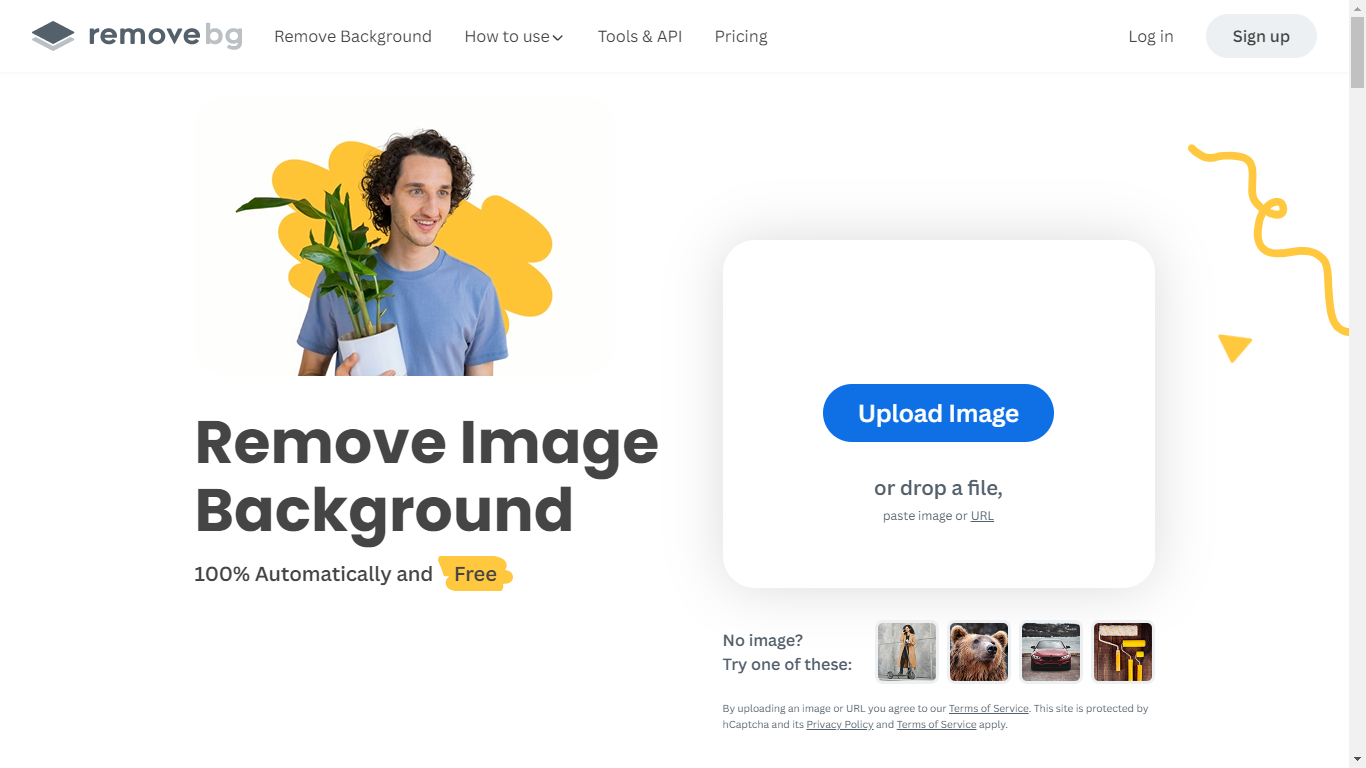 removebg Remove Background How to use Tools & API Pricing Log in Sign up
Remove Image
Background
100% Automatically and Free
Upload Image
or drop a file,
paste image or URL
No image?
Try one of these:
By uploading an image or URL you agree to our Terms of Service. This site is protected by
hCaptcha and its Privacy Policy and Terms of Service apply.